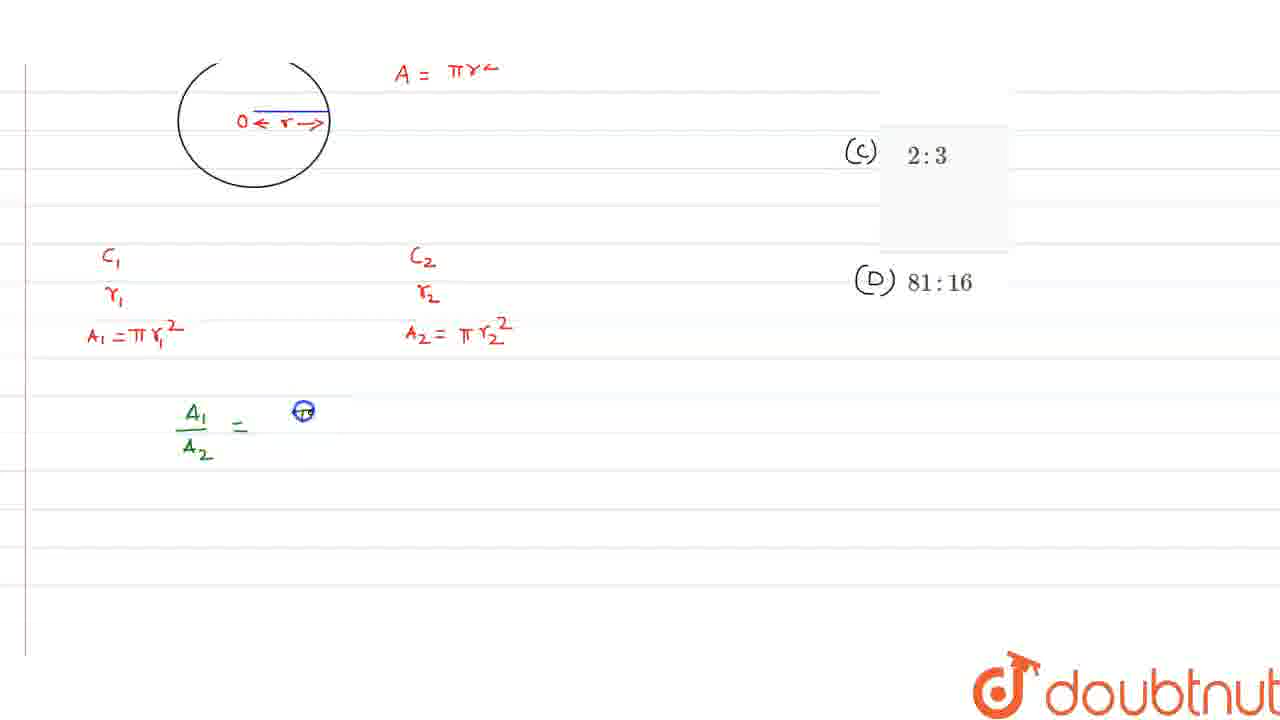 A = πr²
O ← r →
(C) 2 : 3
C₁ C₂
r₁ r₂
(D) 81 : 16
A₁ = πr₁² A₂ = πr₂²
A₁/A₂ = π
doubtnut